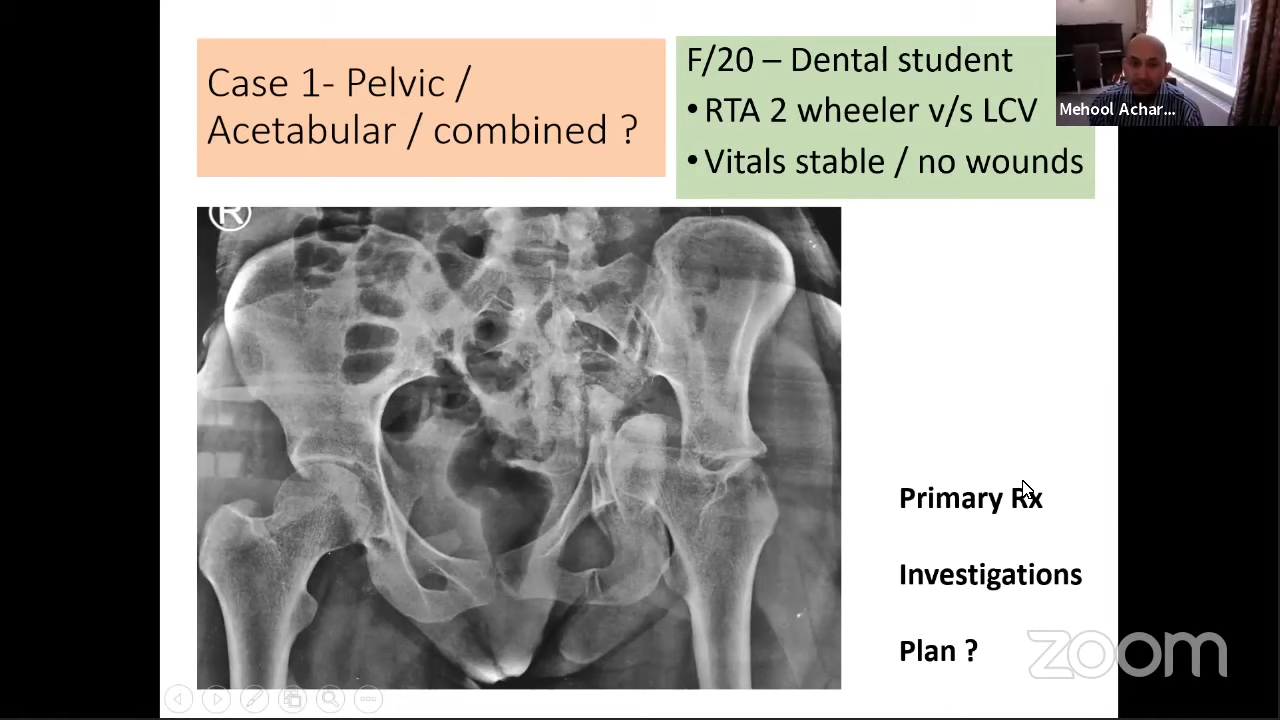 Case 1- Pelvic /
Acetabular / combined ?
F/20 – Dental student
• RTA 2 wheeler v/s LCV
• Vitals stable / no wounds
Mehool Achar...
R
Primary Rx
Investigations
Plan ?
zoom